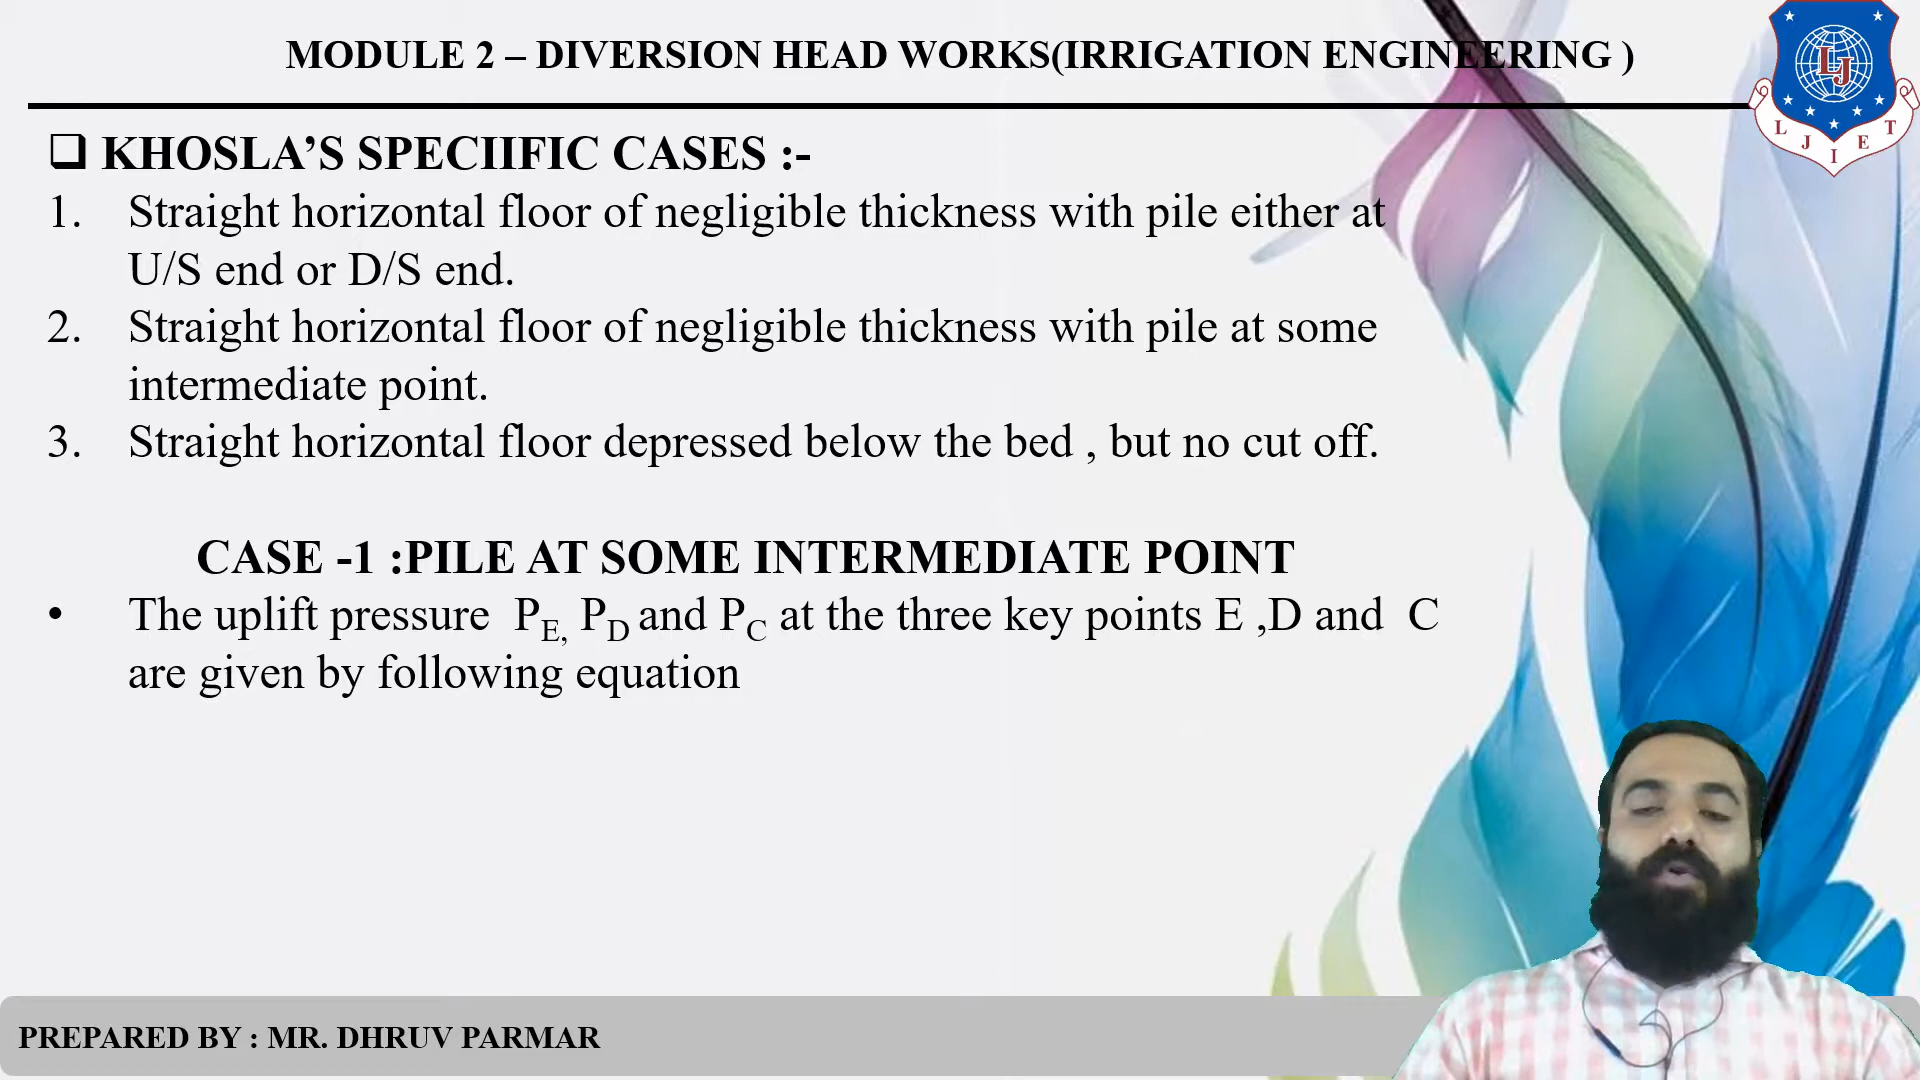 MODULE 2 – DIVERSION HEAD WORKS(IRRIGATION ENGINEERING )
LJ
L J I E T
❑ KHOSLA’S SPECIIFIC CASES :-
1. Straight horizontal floor of negligible thickness with pile either at
U/S end or D/S end.
2. Straight horizontal floor of negligible thickness with pile at some
intermediate point.
3. Straight horizontal floor depressed below the bed , but no cut off.
CASE -1 :PILE AT SOME INTERMEDIATE POINT
• The uplift pressure P_E, P_D and P_C at the three key points E ,D and C
are given by following equation
PREPARED BY : MR. DHRUV PARMAR